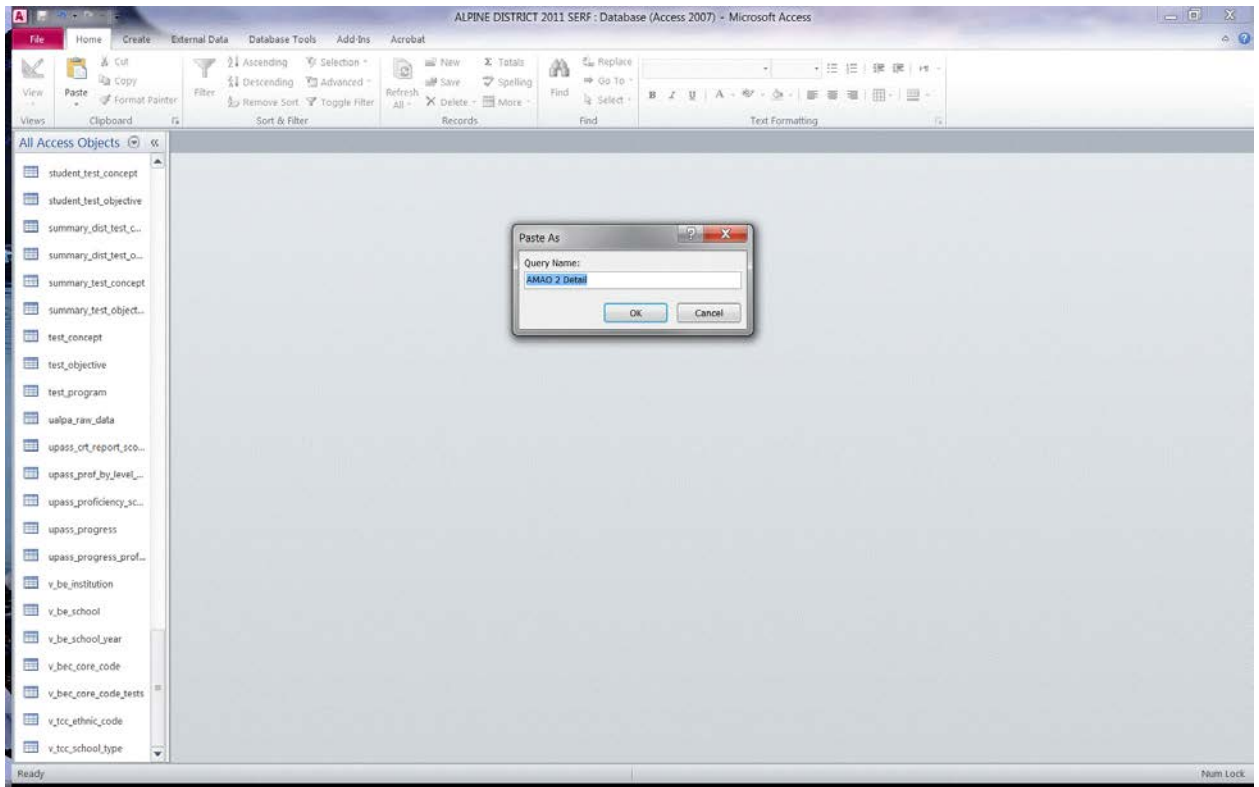 ALPINE DISTRICT 2011 SERF : Database (Access 2007) - Microsoft Access
File Home Create External Data Database Tools Add-Ins Acrobat
View
Views
Paste
Cut
Copy
Format Painter
Clipboard
Filter
Ascending
Descending
Remove Sort
Selection
Advanced
Toggle Filter
Sort & Filter
Refresh All
New
Save
Delete
Totals
Spelling
More
Records
Find
Replace
Go To
Select
Find
B I U A
Text Formatting
All Access Objects
student_test_concept
student_test_objective
summary_dist_test_c...
summary_dist_test_o...
summary_test_concept
summary_test_object...
test_concept
test_objective
test_program
ualpa_raw_data
upass_crt_report_sco...
upass_prof_by_level_...
upass_proficiency_sc...
upass_progress
upass_progress_prof...
v_be_institution
v_be_school
v_be_school_year
v_bec_core_code
v_bec_core_code_tests
v_tcc_ethnic_code
v_tcc_school_type
Paste As
Query Name:
AMAO 2 Detail
OK Cancel
Ready
Num Lock